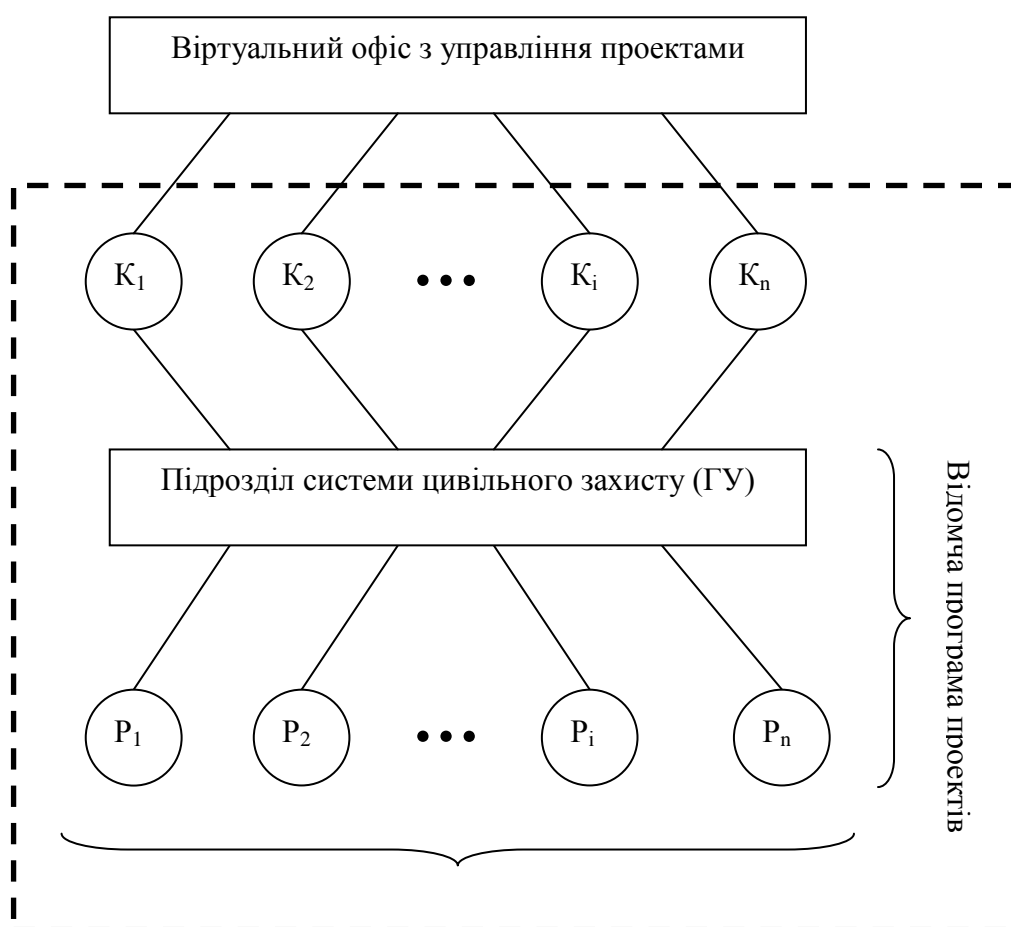 Віртуальний офіс з управління проектами
К₁ К₂ ••• Кᵢ Кₙ
Підрозділ системи цивільного захисту (ГУ)
Відомча програма проектів
Р₁ Р₂ ••• Рᵢ Рₙ